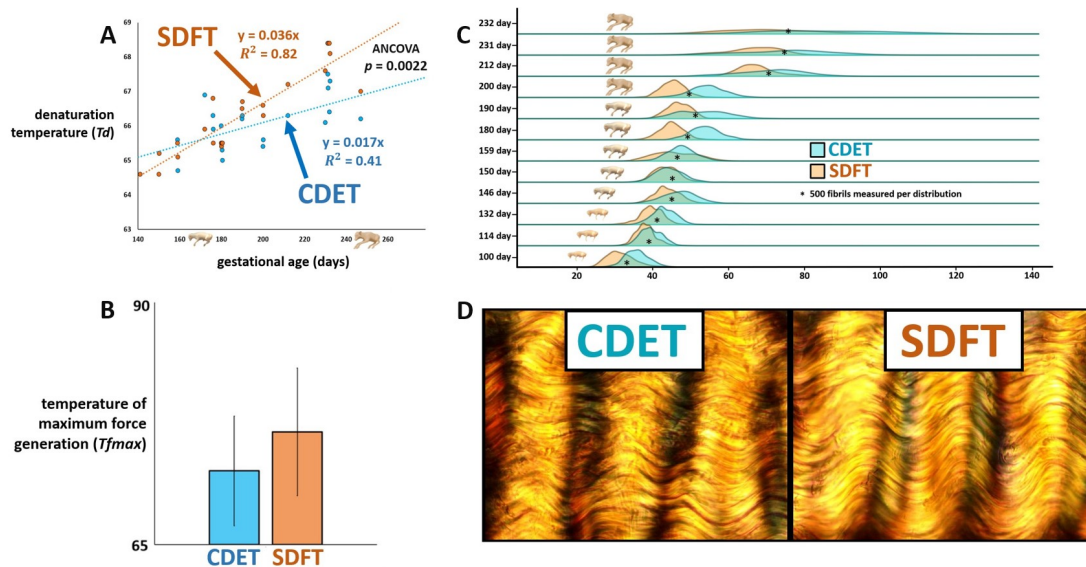 A
69
68
67
66
65
64
63
denaturation
temperature (Td)
SDFT
y = 0.036x
R² = 0.82
ANCOVA
p = 0.0022
y = 0.017x
R² = 0.41
CDET
140
160
180
200
220
240
260
gestational age (days)
B
90
65
temperature of
maximum force
generation (Tfmax)
CDET
SDFT
C
232 day
231 day
212 day
200 day
190 day
180 day
159 day
150 day
146 day
132 day
114 day
100 day
CDET
SDFT
* 500 fibrils measured per distribution
20
40
60
80
100
120
140
D
CDET
SDFT